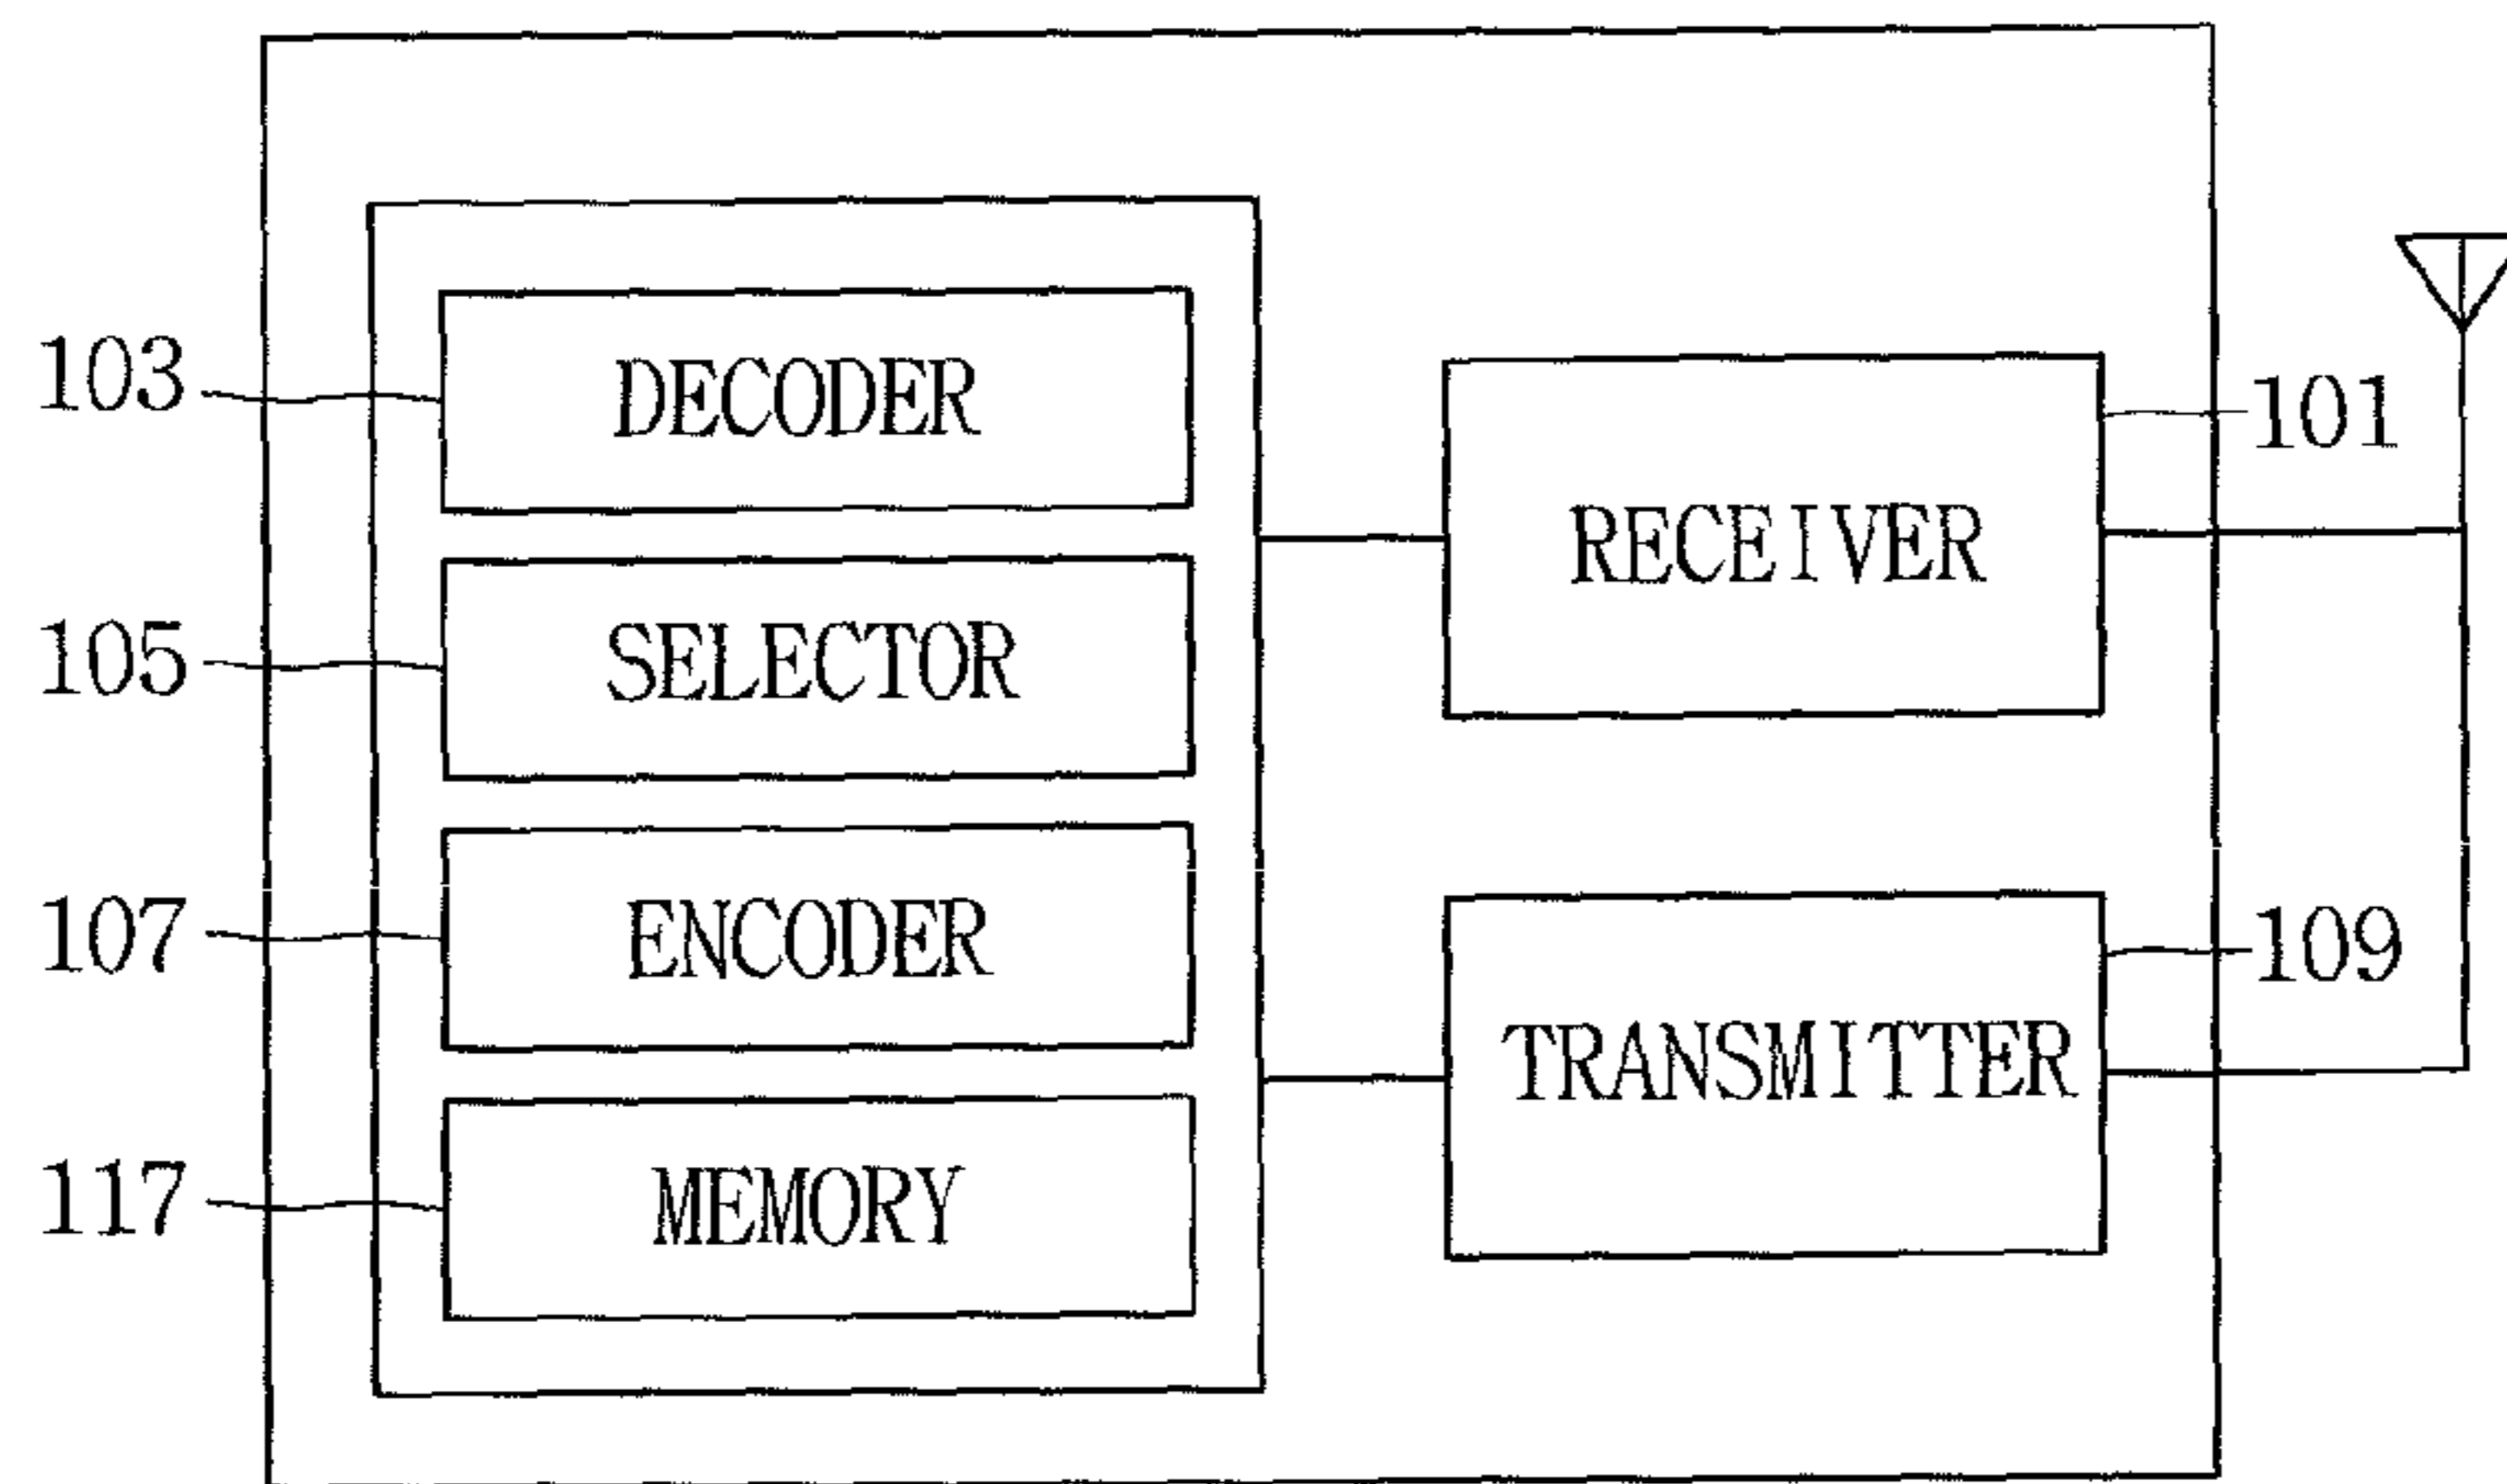 103
DECODER
101
RECEIVER
105
SELECTOR
107
ENCODER
109
TRANSMITTER
117
MEMORY